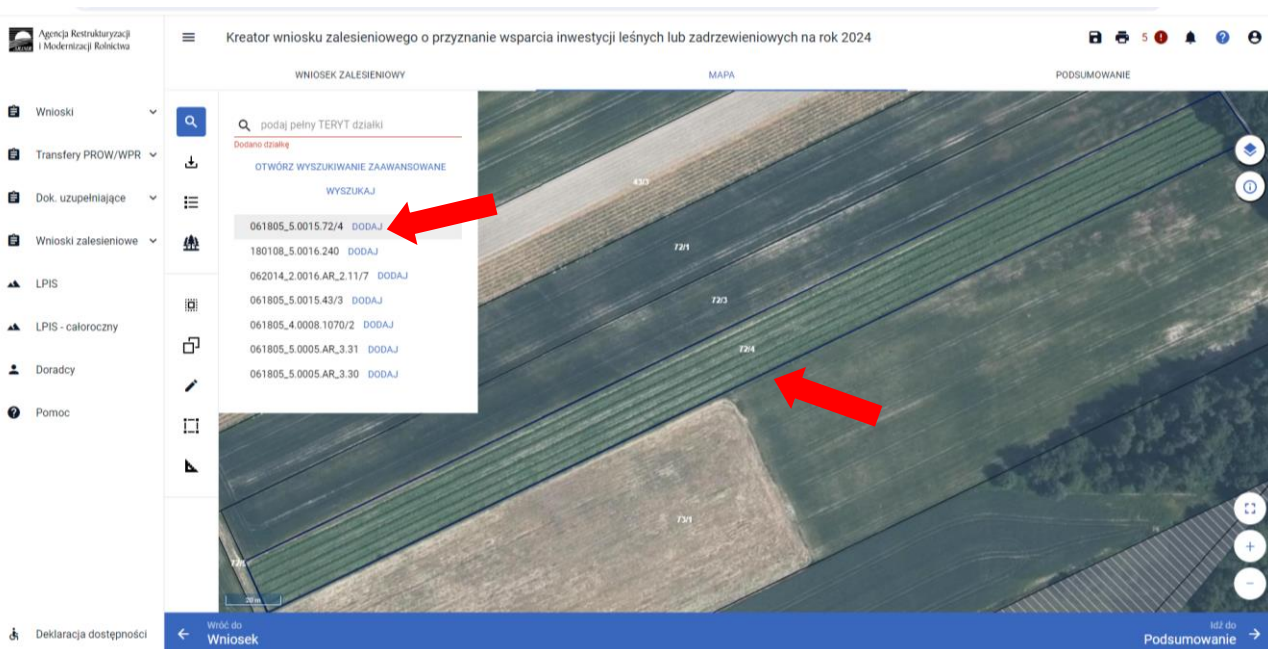 Agencja Restrukturyzacji
i Modernizacji Rolnictwa
Kreator wniosku zalesieniowego o przyznanie wsparcia inwestycji leśnych lub zadrzewieniowych na rok 2024
5
WNIOSEK ZALESIENIOWY
MAPA
PODSUMOWANIE
Wnioski
Transfery PROW/WPR
Dok. uzupełniające
Wnioski zalesieniowe
LPIS
LPIS - całoroczny
Doradcy
Pomoc
Deklaracja dostępności
podaj pełny TERYT działki
Dodano działkę
OTWÓRZ WYSZUKIWANIE ZAAWANSOWANE
WYSZUKAJ
061805_5.0015.72/4 DODAJ
180108_5.0016.240 DODAJ
062014_2.0016.AR_2.11/7 DODAJ
061805_5.0015.43/3 DODAJ
061805_4.0008.1070/2 DODAJ
061805_5.0005.AR_3.31 DODAJ
061805_5.0005.AR_3.30 DODAJ
43/3
72/1
72/3
72/4
73/1
20 m
Wróć do
Wniosek
Idź do
Podsumowanie